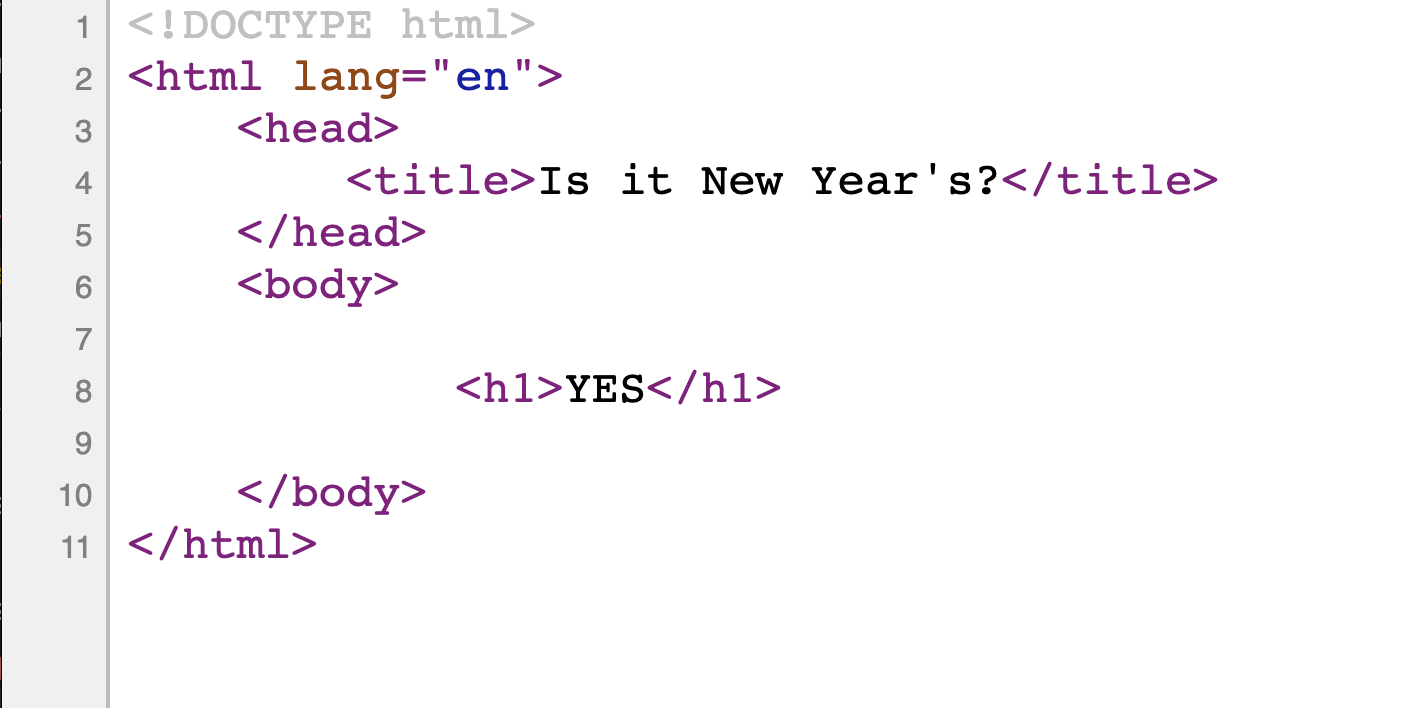 1 <!DOCTYPE html>
2 <html lang="en">
3     <head>
4         <title>Is it New Year's?</title>
5     </head>
6     <body>
7
8             <h1>YES</h1>
9
10     </body>
11 </html>